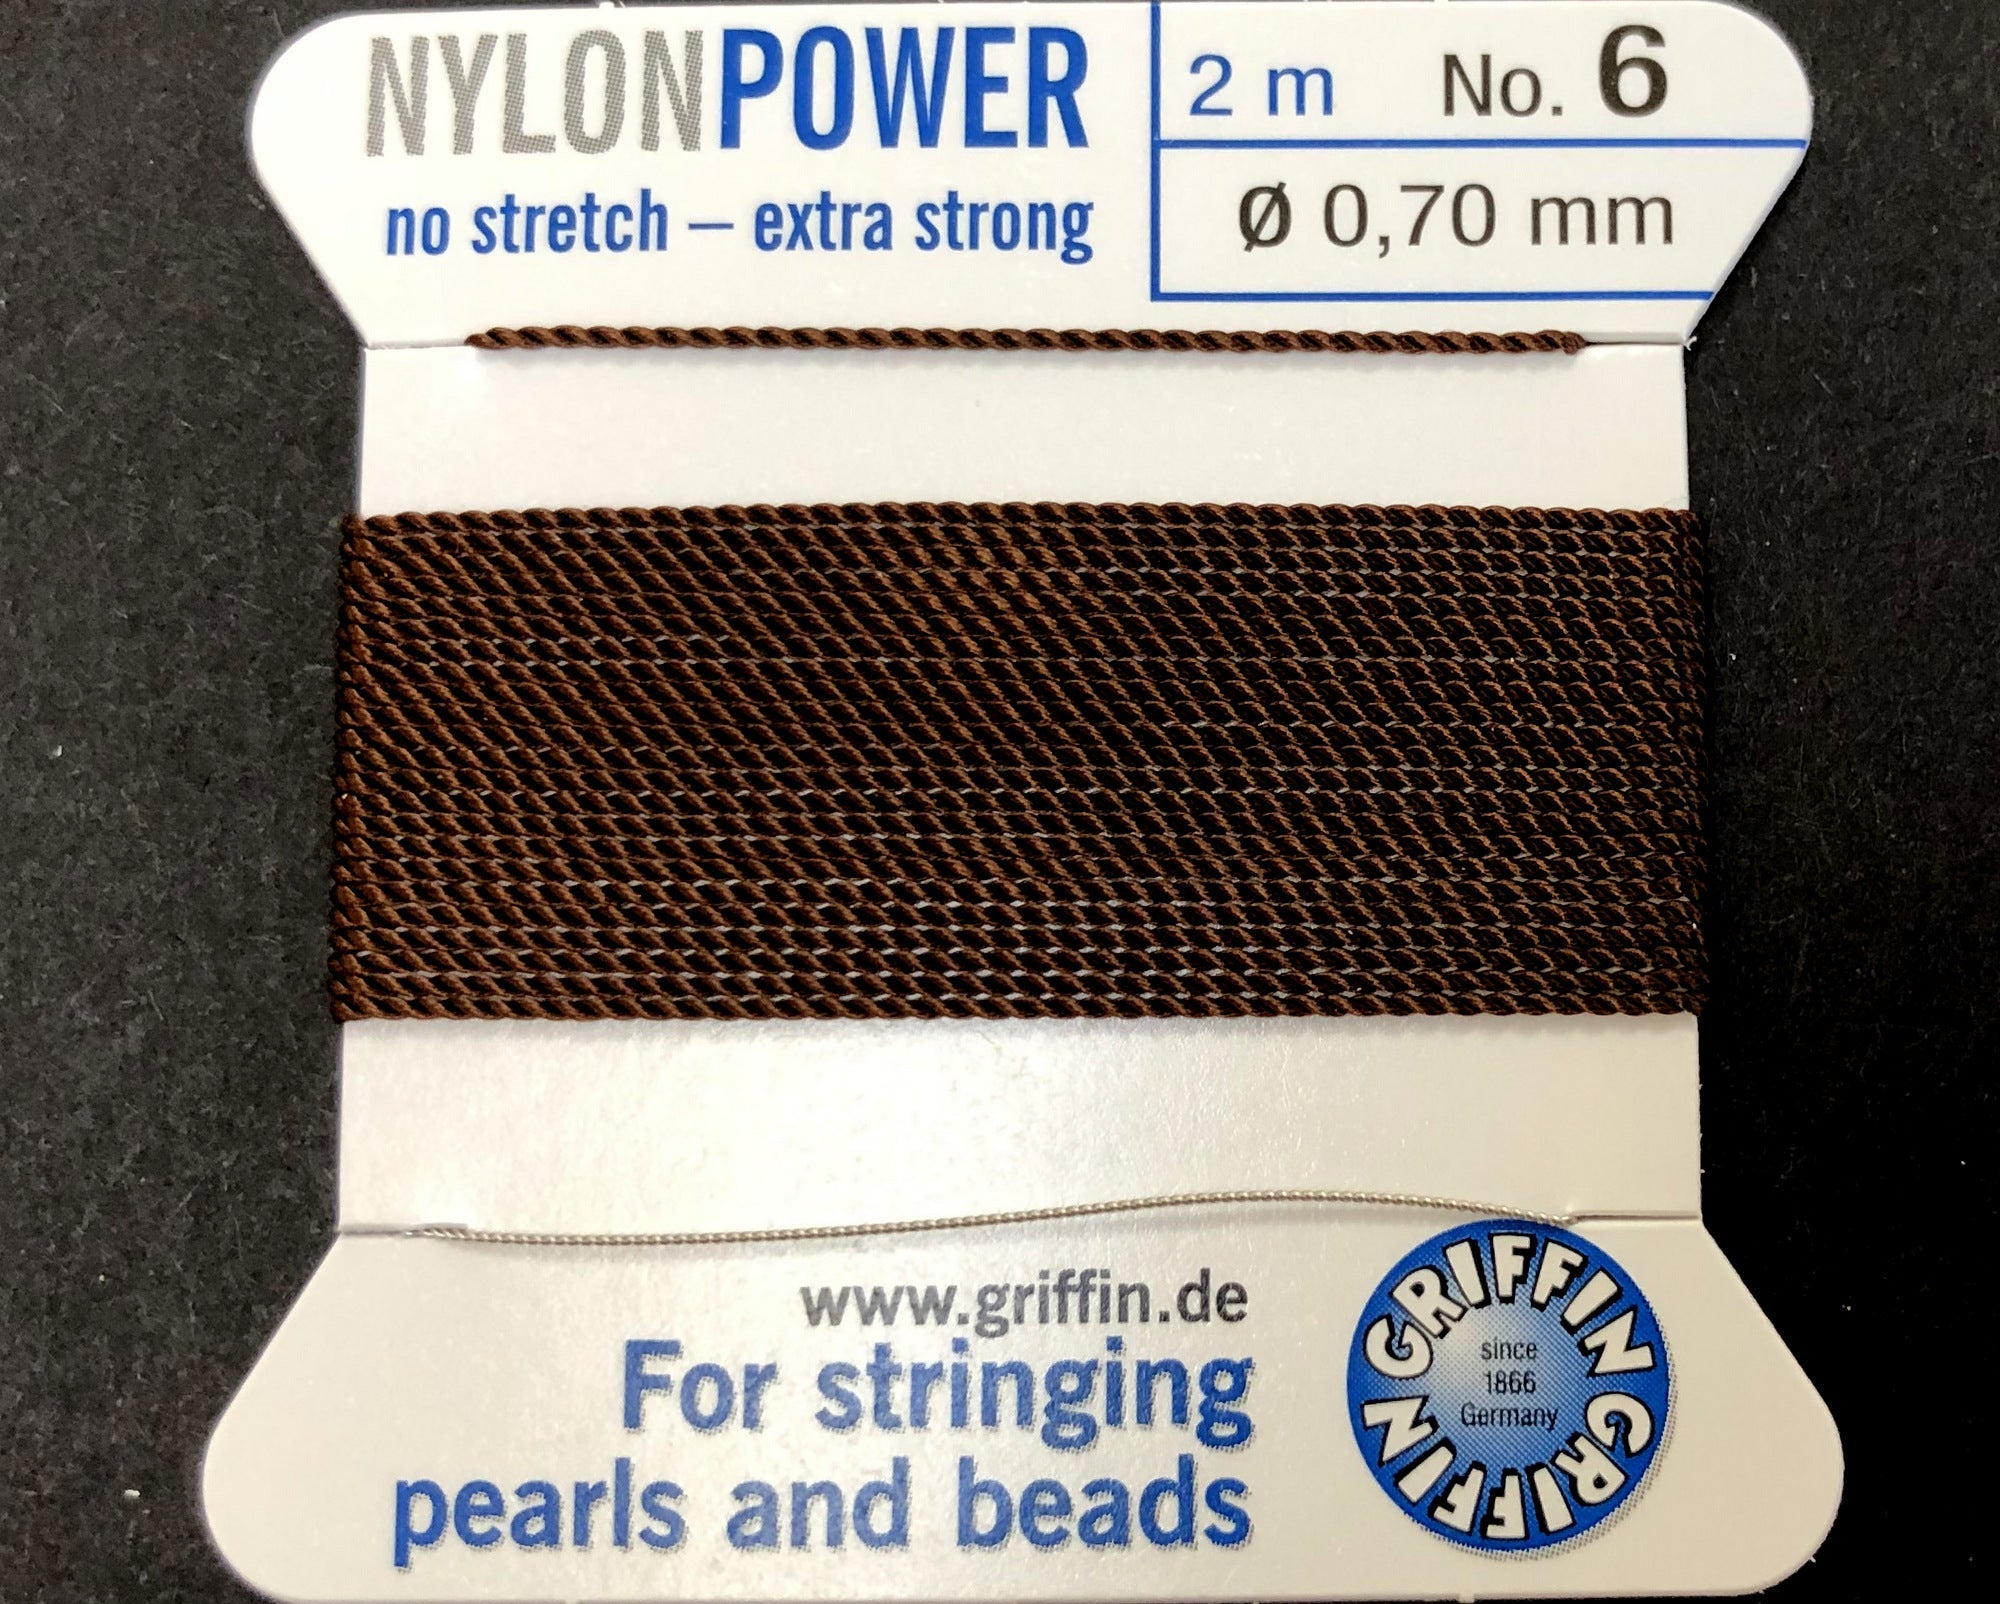 NYLONPOWER
no stretch – extra strong
2 m No. 6
Ø 0,70 mm
www.griffin.de
For stringing
pearls and beads
GRIFFIN GRIFFIN
since
1866
Germany